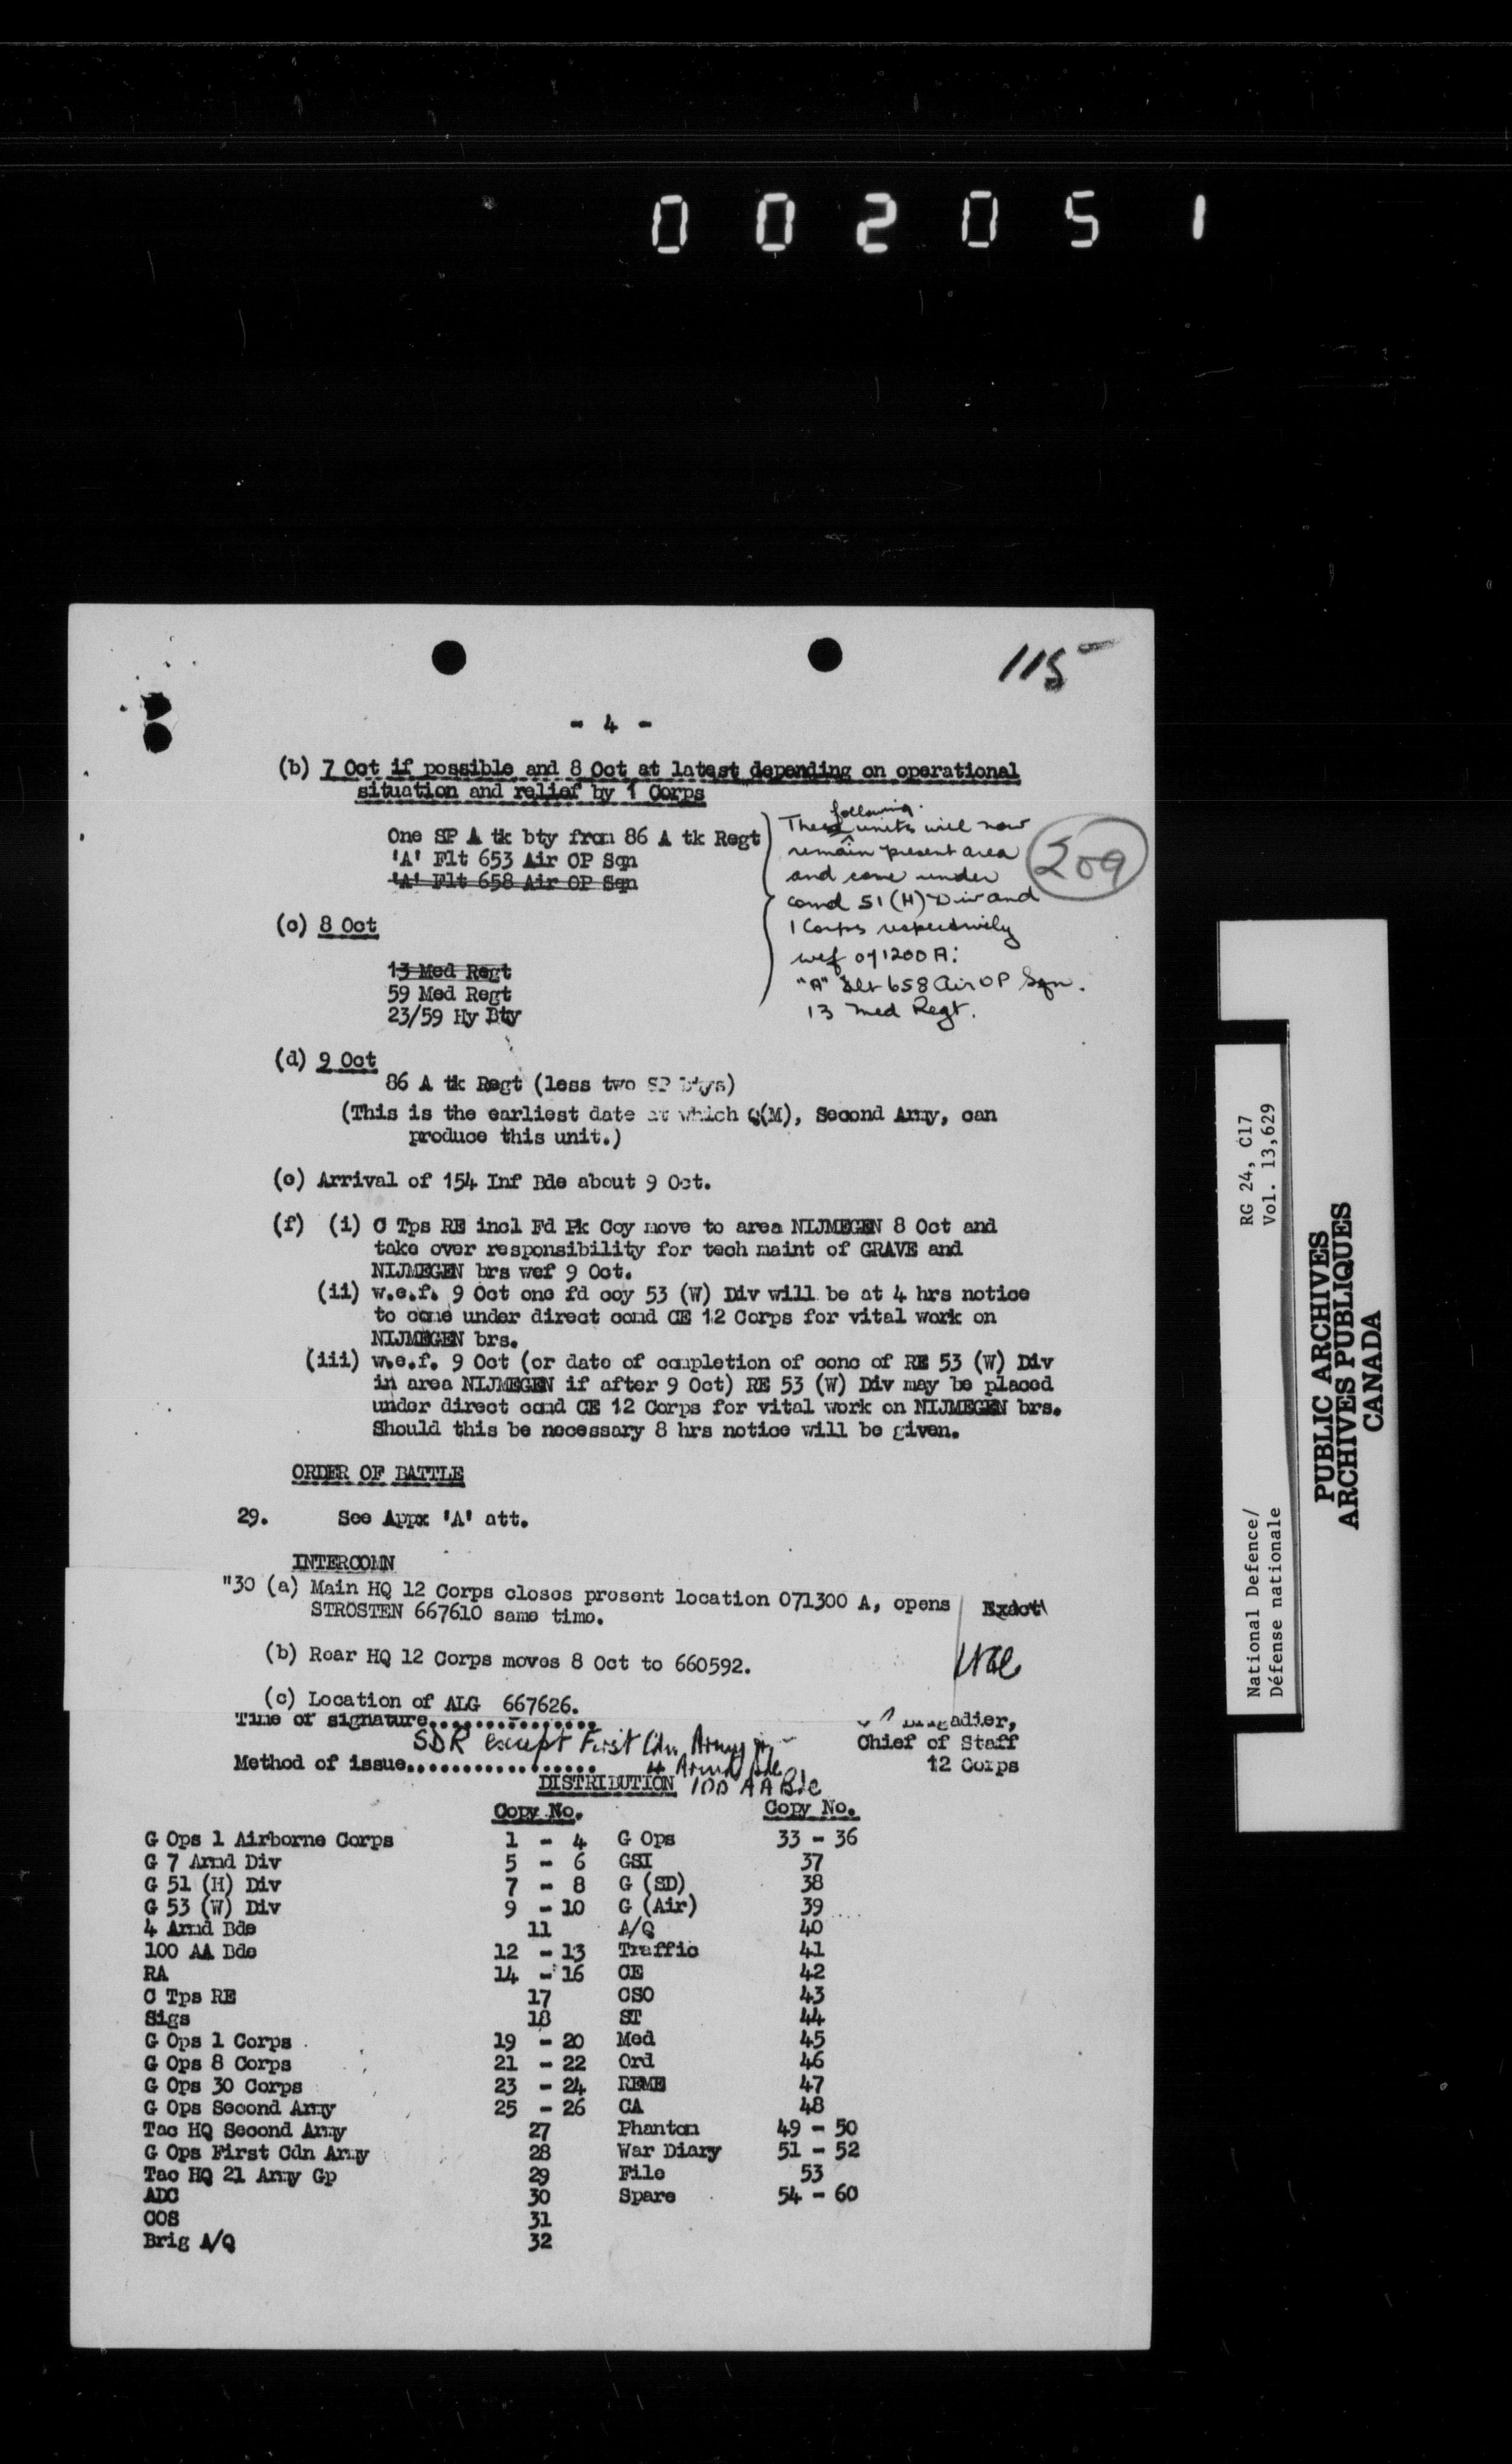 002051
115
- 4 -
(b) 7 Oct if possible and 8 Oct at latest depending on operational
situation and relief by 1 Corps
One SP A tk bty from 86 A tk Regt
'A' Flt 653 Air OP Sqn
'A' Flt 658 Air OP Sqn
following
These units will now
remain present area
and come under
comd 51 (H) Div and
1 Corps respectively
wef 071200A:
"A" Flt 658 Air OP Sqn.
13 Med Regt.
209
(c) 8 Oct
13 Med Regt
59 Med Regt
23/59 Hy Bty
(d) 9 Oct
86 A tk Regt (less two SP btys)
(This is the earliest date at which Q(M), Second Army, can
produce this unit.)
(e) Arrival of 154 Inf Bde about 9 Oct.
(f) (i) C Tps RE incl Fd Pk Coy move to area NIJMEGEN 8 Oct and
take over responsibility for tech maint of GRAVE and
NIJMEGEN brs wef 9 Oct.
(ii) w.e.f. 9 Oct one fd coy 53 (W) Div will be at 4 hrs notice
to come under direct comd CE 12 Corps for vital work on
NIJMEGEN brs.
(iii) w.e.f. 9 Oct (or date of completion of conc of RE 53 (W) Div
in area NIJMEGEN if after 9 Oct) RE 53 (W) Div may be placed
under direct comd CE 12 Corps for vital work on NIJMEGEN brs.
Should this be necessary 8 hrs notice will be given.
ORDER OF BATTLE
29. See Appx 'A' att.
INTERCOMN
"30 (a) Main HQ 12 Corps closes present location 071300 A, opens
STROSTEN 667610 same time.
(b) Rear HQ 12 Corps moves 8 Oct to 660592.
(c) Location of ALG 667626.
Time of signature...............
Brigadier,
Chief of Staff
12 Corps
SDR except First Cdn Army
Method of issue.................
4 Armd Bde
100 AA Bde
DISTRIBUTION
Copy No. Copy No.
G Ops 1 Airborne Corps 1 - 4 G Ops 33 - 36
G 7 Armd Div 5 - 6 GSI 37
G 51 (H) Div 7 - 8 G (SD) 38
G 53 (W) Div 9 - 10 G (Air) 39
4 Armd Bde 11 A/Q 40
100 AA Bde 12 - 13 Traffic 41
RA 14 - 16 CE 42
C Tps RE 17 CSO 43
Sigs 18 ST 44
G Ops 1 Corps 19 - 20 Med 45
G Ops 8 Corps 21 - 22 Ord 46
G Ops 30 Corps 23 - 24 REME 47
G Ops Second Army 25 - 26 CA 48
Tac HQ Second Army 27 Phantom 49 - 50
G Ops First Cdn Army 28 War Diary 51 - 52
Tac HQ 21 Army Gp 29 File 53
ADC 30 Spare 54 - 60
COS 31
Brig A/Q 32
National Defence/ RG 24, C17
Défense nationale Vol. 13,629
PUBLIC ARCHIVES
ARCHIVES PUBLIQUES
CANADA